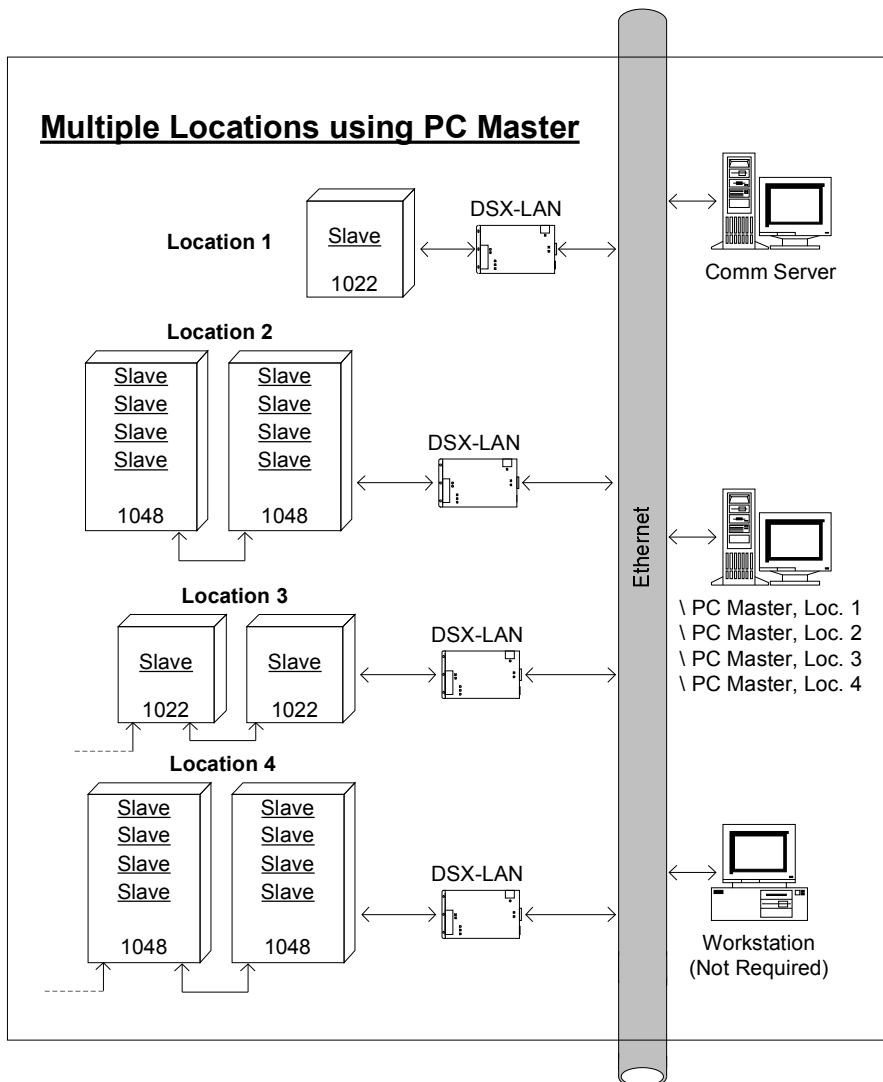 Multiple Locations using PC Master
Location 1
Slave
1022
DSX-LAN
Comm Server
Location 2
Slave
Slave
Slave
Slave
1048
Slave
Slave
Slave
Slave
1048
DSX-LAN
Ethernet
\ PC Master, Loc. 1
\ PC Master, Loc. 2
\ PC Master, Loc. 3
\ PC Master, Loc. 4
Location 3
Slave
1022
Slave
1022
DSX-LAN
Location 4
Slave
Slave
Slave
Slave
1048
Slave
Slave
Slave
Slave
1048
DSX-LAN
Workstation
(Not Required)